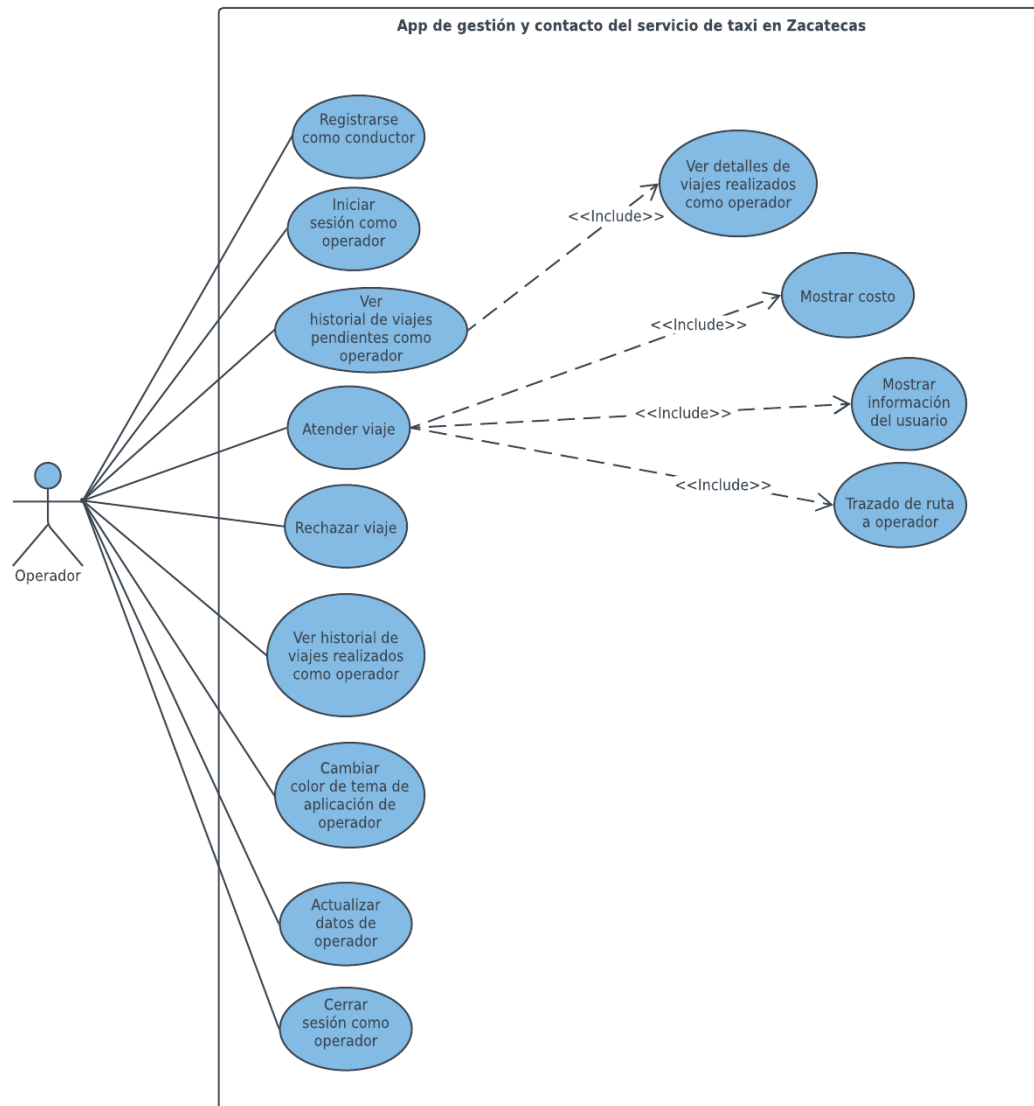 App de gestión y contacto del servicio de taxi en Zacatecas
Registrarse
como conductor
Iniciar
sesión como
operador
Ver
historial de viajes
pendientes como
operador
Atender viaje
Rechazar viaje
Ver historial de
viajes realizados
como operador
Cambiar
color de tema de
aplicación de
operador
Actualizar
datos de
operador
Cerrar
sesión como
operador
Operador
<<Include>>
Ver detalles de
viajes realizados
como operador
<<Include>>
Mostrar costo
<<Include>>
Mostrar
información
del usuario
<<Include>>
Trazado de ruta
a operador